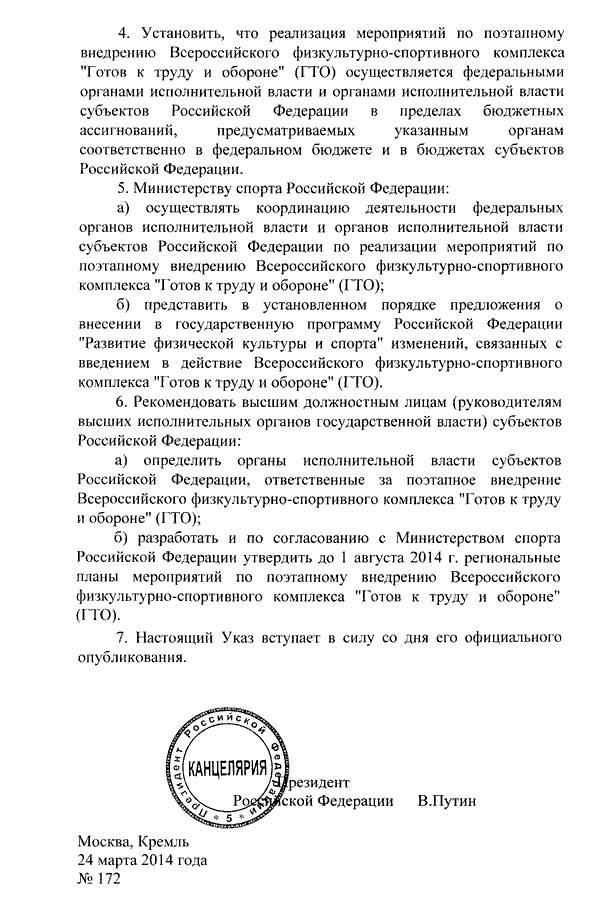 4. Установить, что реализация мероприятий по поэтапному
внедрению Всероссийского физкультурно-спортивного комплекса
"Готов к труду и обороне" (ГТО) осуществляется федеральными
органами исполнительной власти и органами исполнительной власти
субъектов Российской Федерации в пределах бюджетных
ассигнований, предусматриваемых указанным органам
соответственно в федеральном бюджете и в бюджетах субъектов
Российской Федерации.
5. Министерству спорта Российской Федерации:
а) осуществлять координацию деятельности федеральных
органов исполнительной власти и органов исполнительной власти
субъектов Российской Федерации по реализации мероприятий по
поэтапному внедрению Всероссийского физкультурно-спортивного
комплекса "Готов к труду и обороне" (ГТО);
б) представить в установленном порядке предложения о
внесении в государственную программу Российской Федерации
"Развитие физической культуры и спорта" изменений, связанных с
введением в действие Всероссийского физкультурно-спортивного
комплекса "Готов к труду и обороне" (ГТО).
6. Рекомендовать высшим должностным лицам (руководителям
высших исполнительных органов государственной власти) субъектов
Российской Федерации:
а) определить органы исполнительной власти субъектов
Российской Федерации, ответственные за поэтапное внедрение
Всероссийского физкультурно-спортивного комплекса "Готов к труду
и обороне" (ГТО);
б) разработать и по согласованию с Министерством спорта
Российской Федерации утвердить до 1 августа 2014 г. региональные
планы мероприятий по поэтапному внедрению Всероссийского
физкультурно-спортивного комплекса "Готов к труду и обороне"
(ГТО).
7. Настоящий Указ вступает в силу со дня его официального
опубликования.
Президент Российской Федерации
КАНЦЕЛЯРИЯ
* 5 *
Президент
Российской Федерации В.Путин
Москва, Кремль
24 марта 2014 года
№ 172